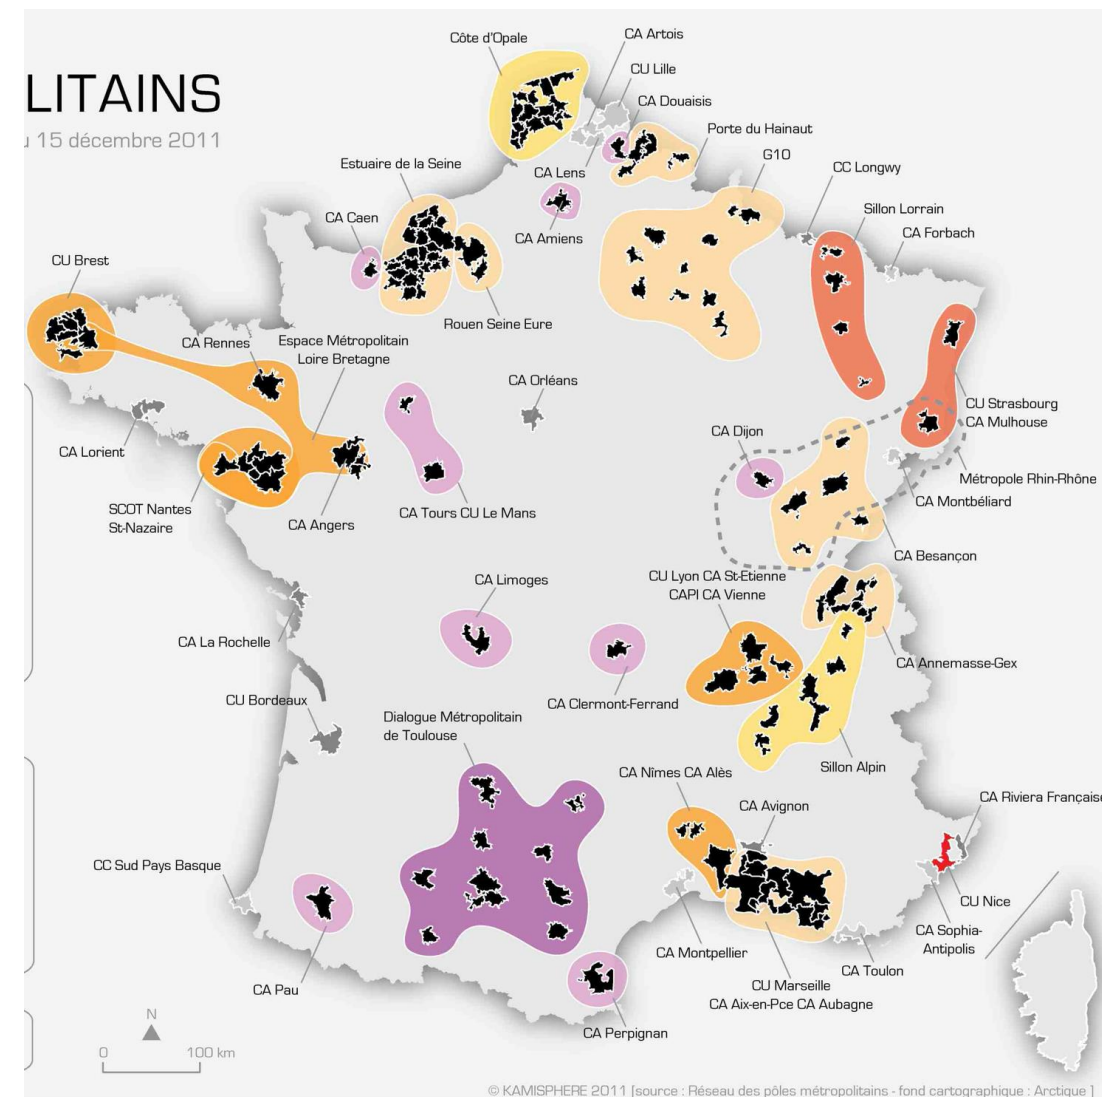 LITAINS
u 15 décembre 2011
Côte d'Opale
CA Artois
CU Lille
CA Douaisis
Porte du Hainaut
G10
CC Longwy
Estuaire de la Seine
CA Lens
CA Caen
CA Amiens
Sillon Lorrain
CA Forbach
CU Brest
Rouen Seine Eure
CA Rennes
Espace Métropolitain
Loire Bretagne
CA Orléans
CU Strasbourg
CA Mulhouse
CA Dijon
CA Lorient
Métropole Rhin-Rhône
CA Montbéliard
SCOT Nantes
St-Nazaire
CA Angers
CA Tours CU Le Mans
CA Besançon
CA Limoges
CU Lyon CA St-Etienne
CAPI CA Vienne
CA La Rochelle
CA Annemasse-Gex
CU Bordeaux
CA Clermont-Ferrand
Dialogue Métropolitain
de Toulouse
Sillon Alpin
CA Nîmes CA Alès
CA Avignon
CA Riviera Française
CC Sud Pays Basque
CU Nice
CA Sophia-
Antipolis
CA Montpellier
CA Toulon
CA Pau
CU Marseille
CA Aix-en-Pce CA Aubagne
CA Perpignan
N
0 100 km
© KAMISPHERE 2011 [source : Réseau des pôles métropolitains - fond cartographique : Arctique ]